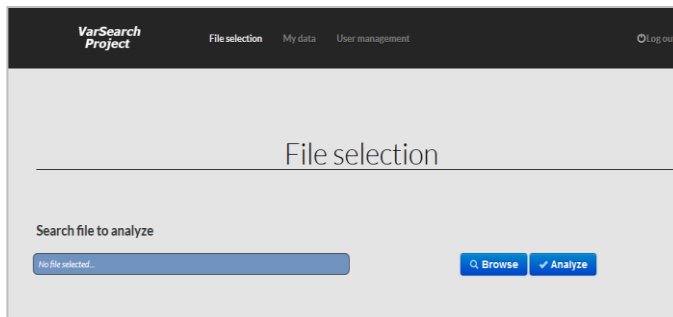 VarSearch
Project
File selection My data User management Log out
File selection
Search file to analyze
No file selected... Browse Analyze